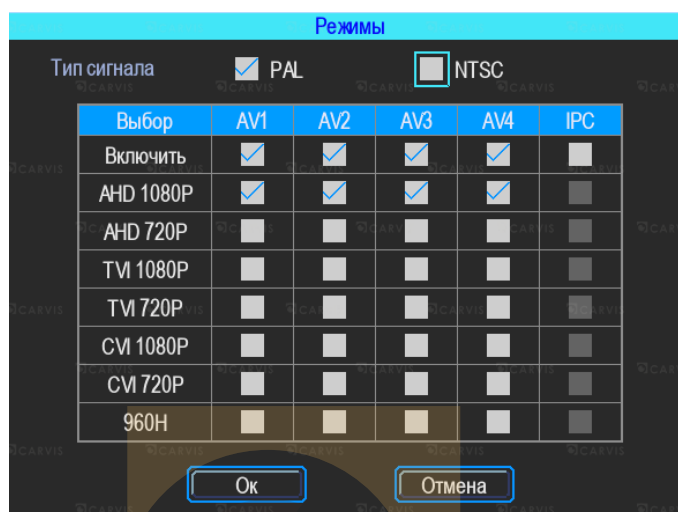 Режимы
Тип сигнала PAL NTSC
Выбор AV1 AV2 AV3 AV4 IPC
Включить
AHD 1080P
AHD 720P
TVI 1080P
TVI 720P
CVI 1080P
CVI 720P
960H
Ок Отмена
CARVIS